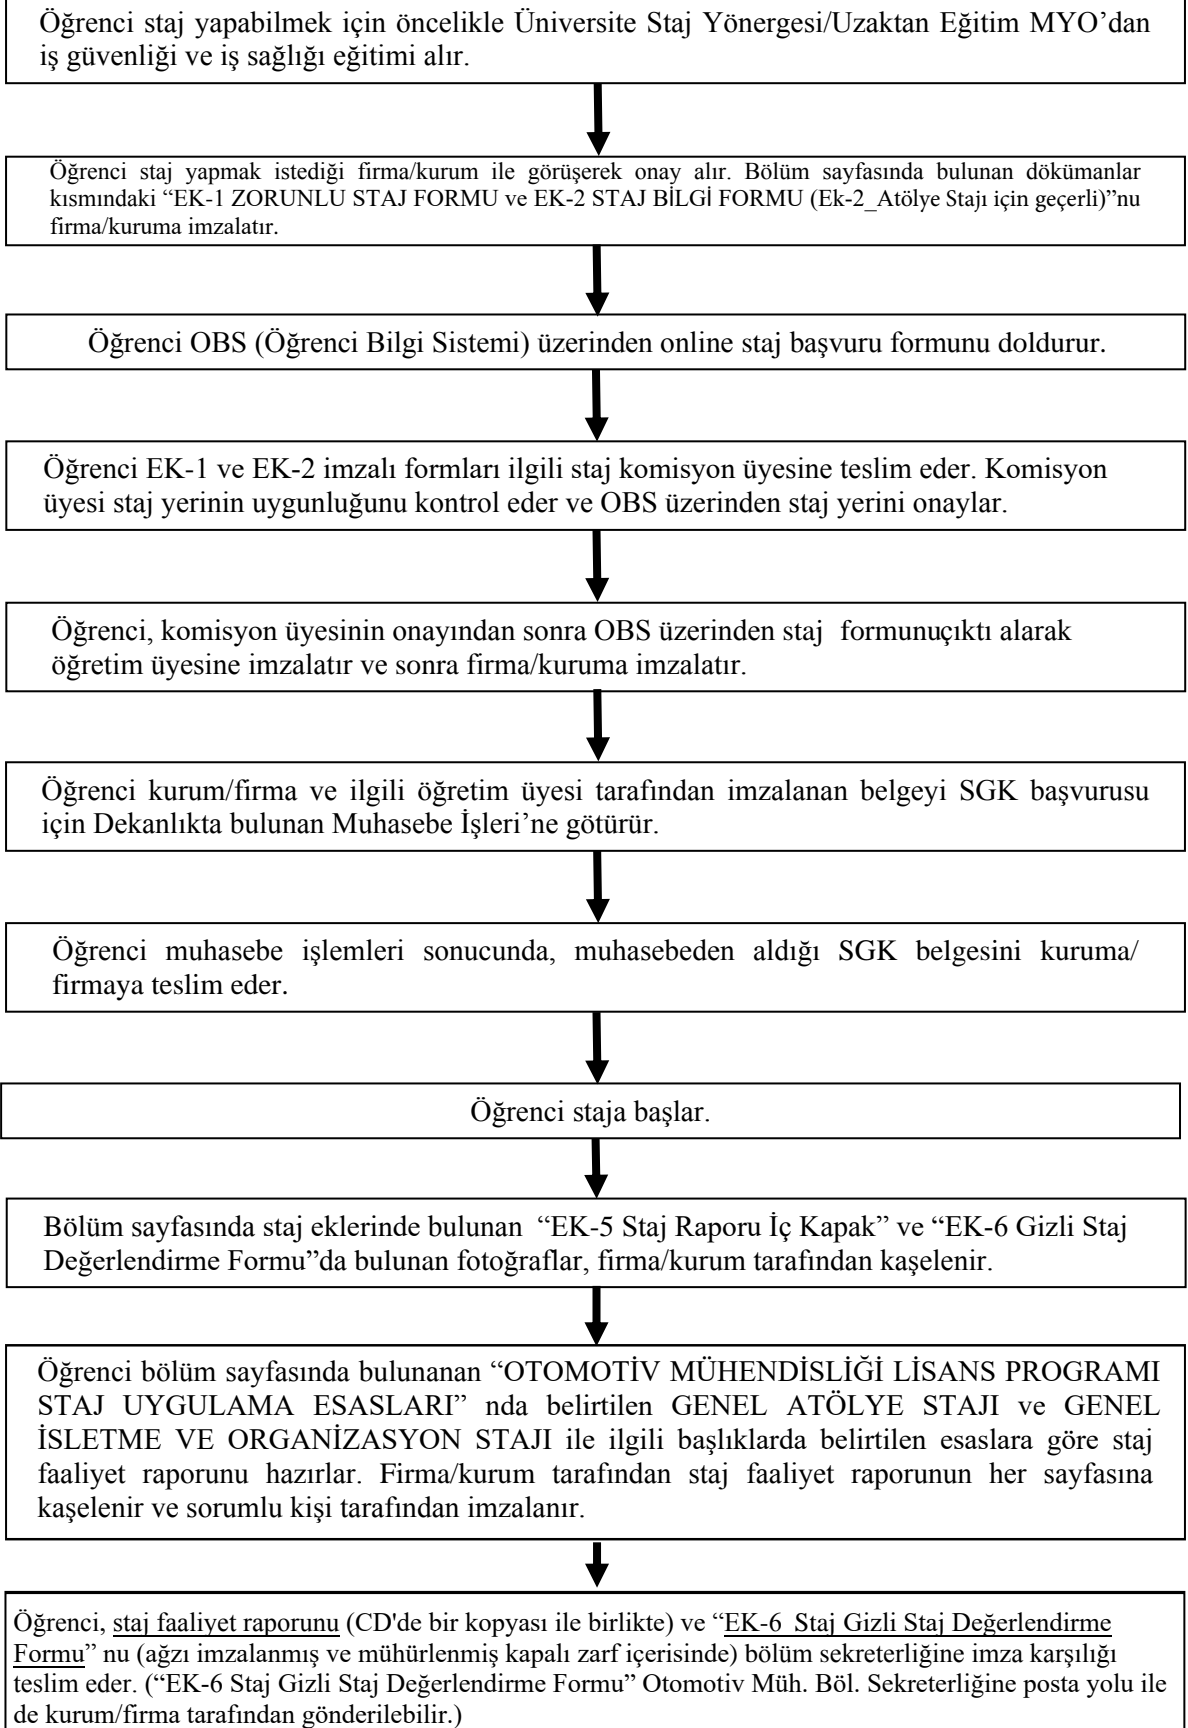 Öğrenci staj yapabilmek için öncelikle Üniversite Staj Yönergesi/Uzaktan Eğitim MYO’dan
iş güvenliği ve iş sağlığı eğitimi alır.
Öğrenci staj yapmak istediği firma/kurum ile görüşerek onay alır. Bölüm sayfasında bulunan dökümanlar
kısmındaki “EK-1 ZORUNLU STAJ FORMU ve EK-2 STAJ BİLGİ FORMU (Ek-2_Atölye Stajı için geçerli)”nu
firma/kuruma imzalatır.
Öğrenci OBS (Öğrenci Bilgi Sistemi) üzerinden online staj başvuru formunu doldurur.
Öğrenci EK-1 ve EK-2 imzalı formları ilgili staj komisyon üyesine teslim eder. Komisyon
üyesi staj yerinin uygunluğunu kontrol eder ve OBS üzerinden staj yerini onaylar.
Öğrenci, komisyon üyesinin onayından sonra OBS üzerinden staj formunuçıktı alarak
öğretim üyesine imzalatır ve sonra firma/kuruma imzalatır.
Öğrenci kurum/firma ve ilgili öğretim üyesi tarafından imzalanan belgeyi SGK başvurusu
için Dekanlıkta bulunan Muhasebe İşleri’ne götürür.
Öğrenci muhasebe işlemleri sonucunda, muhasebeden aldığı SGK belgesini kuruma/
firmaya teslim eder.
Öğrenci staja başlar.
Bölüm sayfasında staj eklerinde bulunan “EK-5 Staj Raporu İç Kapak” ve “EK-6 Gizli Staj
Değerlendirme Formu”da bulunan fotoğraflar, firma/kurum tarafından kaşelenir.
Öğrenci bölüm sayfasında bulunanan “OTOMOTİV MÜHENDİSLİĞİ LİSANS PROGRAMI
STAJ UYGULAMA ESASLARI” nda belirtilen GENEL ATÖLYE STAJI ve GENEL
İSLETME VE ORGANİZASYON STAJI ile ilgili başlıklarda belirtilen esaslara göre staj
faaliyet raporunu hazırlar. Firma/kurum tarafından staj faaliyet raporunun her sayfasına
kaşelenir ve sorumlu kişi tarafından imzalanır.
Öğrenci, staj faaliyet raporunu (CD'de bir kopyası ile birlikte) ve “EK-6 Staj Gizli Staj Değerlendirme
Formu” nu (ağzı imzalanmış ve mühürlenmiş kapalı zarf içerisinde) bölüm sekreterliğine imza karşılığı
teslim eder. (“EK-6 Staj Gizli Staj Değerlendirme Formu” Otomotiv Müh. Böl. Sekreterliğine posta yolu ile
de kurum/firma tarafından gönderilebilir.)